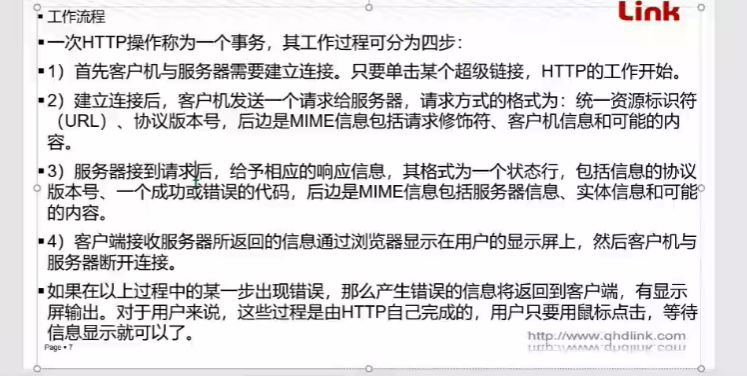 Link
▪工作流程
▪一次HTTP操作称为一个事务，其工作过程可分为四步：
▪1）首先客户机与服务器需要建立连接。只要单击某个超级链接，HTTP的工作开始。
▪2）建立连接后，客户机发送一个请求给服务器，请求方式的格式为：统一资源标识符
（URL）、协议版本号，后边是MIME信息包括请求修饰符、客户机信息和可能的内
容。
▪3）服务器接到请求后，给予相应的响应信息，其格式为一个状态行，包括信息的协议
版本号、一个成功或错误的代码，后边是MIME信息包括服务器信息、实体信息和可能
的内容。
▪4）客户端接收服务器所返回的信息通过浏览器显示在用户的显示屏上，然后客户机与
服务器断开连接。
▪如果在以上过程中的某一步出现错误，那么产生错误的信息将返回到客户端，有显示
屏输出。对于用户来说，这些过程是由HTTP自己完成的，用户只要用鼠标点击，等待
信息显示就可以了。
http://www.qhdlink.com
Page ▪ 7